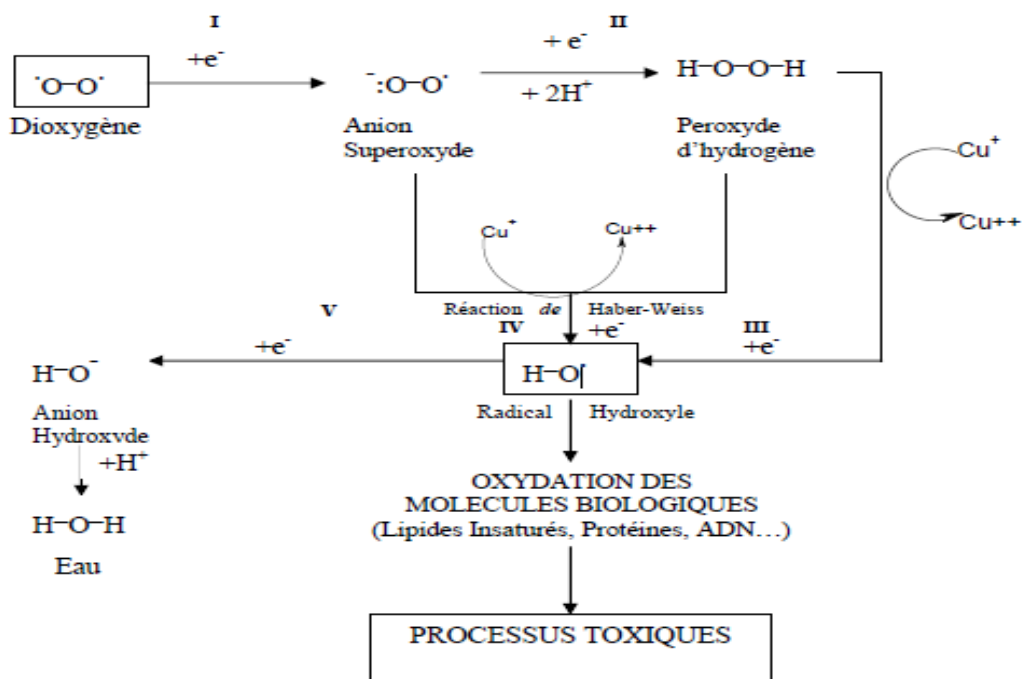 I
II
+e⁻
+ e⁻
˙O–O˙
⁻:O–O˙
+ 2H⁺
H–O–O–H
Dioxygène
Anion
Superoxyde
Peroxyde
d'hydrogène
Cu⁺
Cu++
Cu⁺
Cu++
Réaction de Haber-Weiss
V
IV
+e⁻
III
+e⁻
+e⁻
H–O⁻
H–O
Anion
Hydroxvde
Radical Hydroxyle
+H⁺
OXYDATION DES
MOLECULES BIOLOGIQUES
(Lipides Insaturés, Protéines, ADN…)
H–O–H
Eau
PROCESSUS TOXIQUES